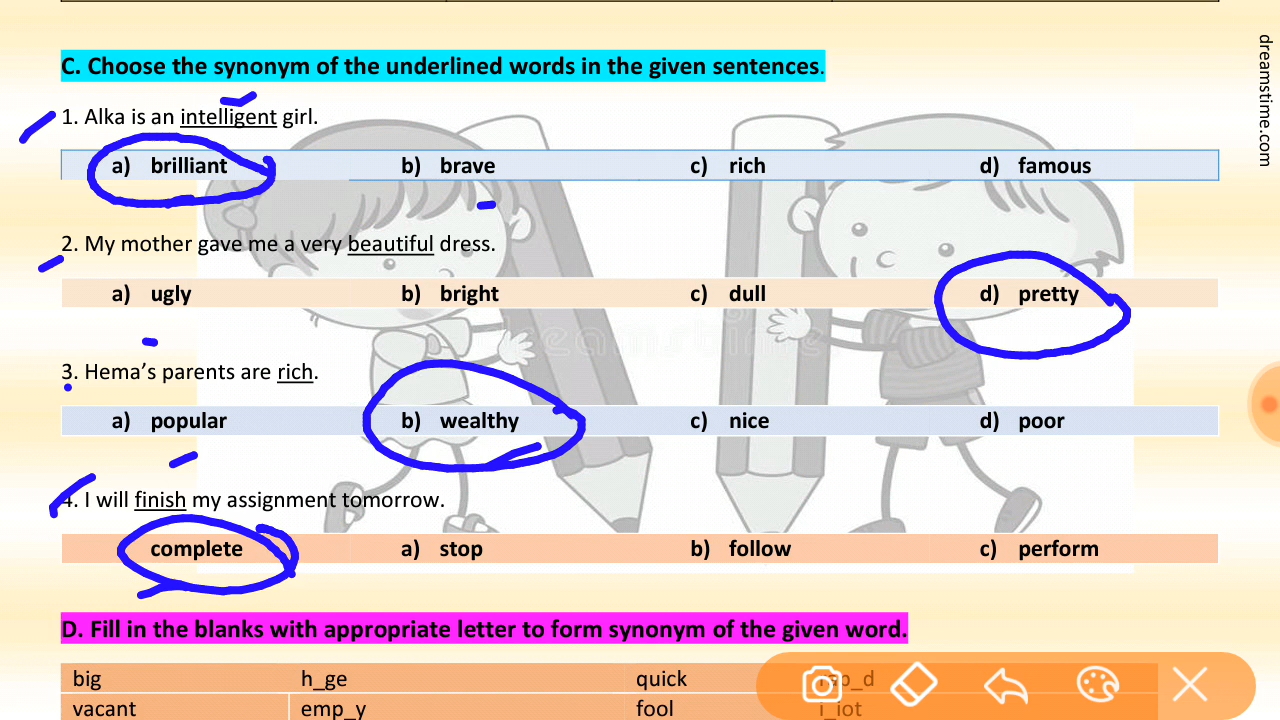 C. Choose the synonym of the underlined words in the given sentences.
dreamstime.com
1. Alka is an intelligent girl.
a) brilliant b) brave c) rich d) famous
2. My mother gave me a very beautiful dress.
a) ugly b) bright c) dull d) pretty
3. Hema's parents are rich.
a) popular b) wealthy c) nice d) poor
4. I will finish my assignment tomorrow.
complete a) stop b) follow c) perform
D. Fill in the blanks with appropriate letter to form synonym of the given word.
big h_ge quick
vacant emp_y fool i_iot